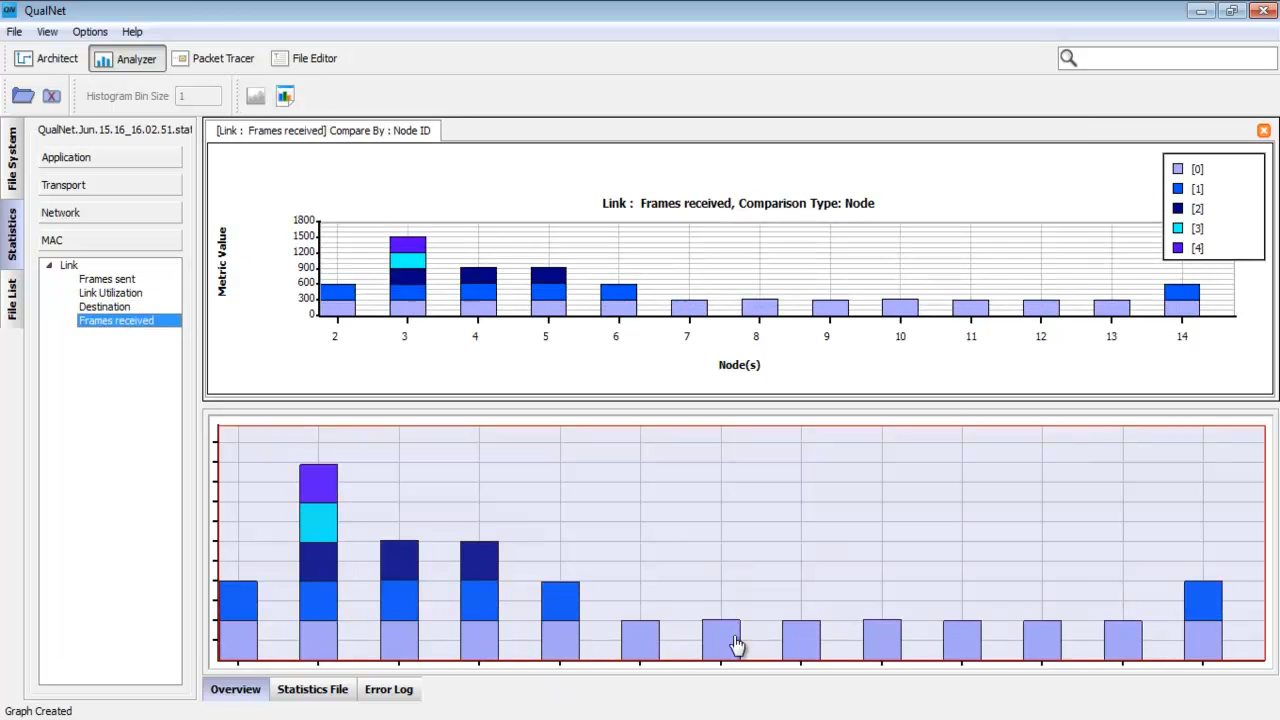 QN QualNet
File View Options Help
Architect Analyzer Packet Tracer File Editor
Histogram Bin Size 1
File System
Statistics
File List
QualNet.Jun.15.16_16.02.51.stat
Application
Transport
Network
MAC
Link
Frames sent
Link Utilization
Destination
Frames received
[Link : Frames received] Compare By : Node ID
Link : Frames received, Comparison Type: Node
Metric Value
1800
1500
1200
900
600
300
0
2 3 4 5 6 7 8 9 10 11 12 13 14
Node(s)
[0]
[1]
[2]
[3]
[4]
Overview Statistics File Error Log
Graph Created